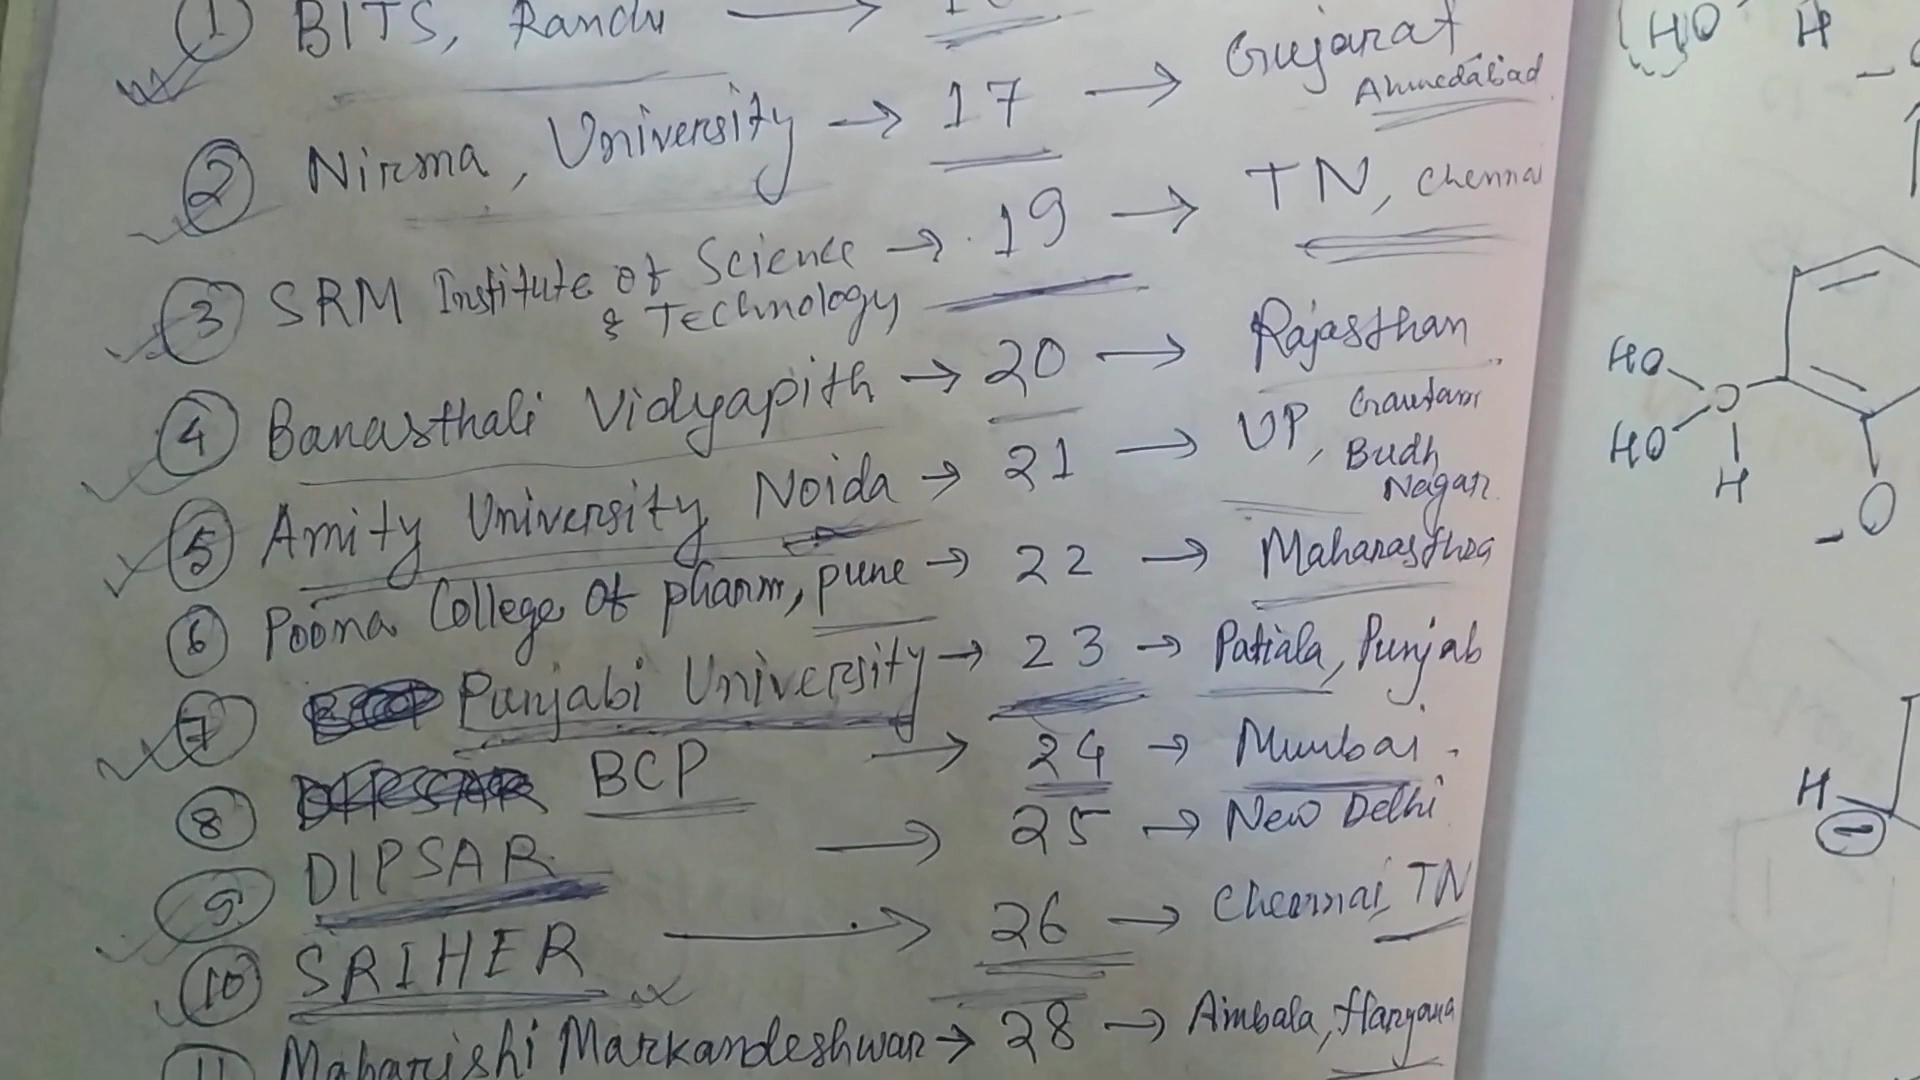 ① BITS, Ranchi →
② Nirma, University → 17 → Gujarat
Ahmedabad
③ SRM Institute of Science → 19 → TN, Chennai
& Technology
④ Banasthali Vidyapith → 20 → Rajasthan
⑤ Amity University Noida → 21 → UP, Gautam
Budh
Nagar
⑥ Poona College of pharm, pune → 22 → Maharasthra
⑦ Punjabi University → 23 → Patiala, Punjab
⑧ BCP → 24 → Mumbai
⑨ DIPSAR → 25 → New Delhi
⑩ SRIHER → 26 → Chennai, TN
11 Maharishi Markandeshwar → 28 → Ambala, Haryana
HO H
HO
HO
H
O
H